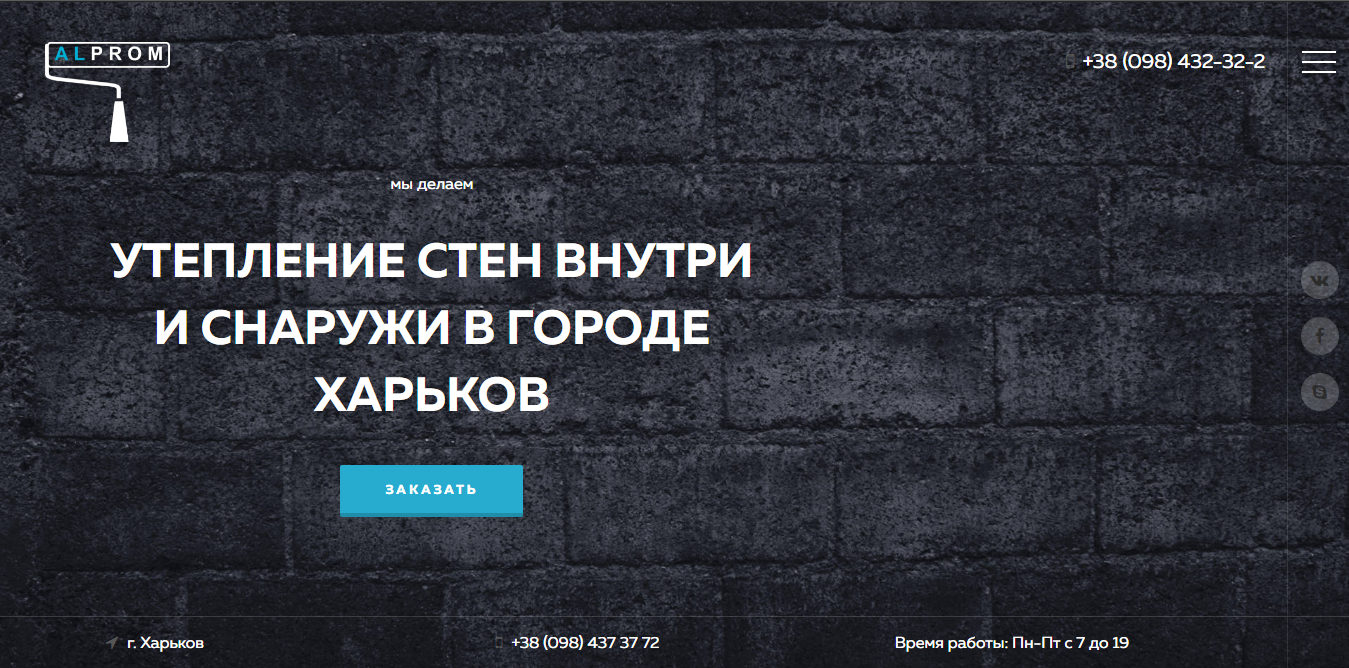 ALPROM
+38 (098) 432-32-2
мы делаем
УТЕПЛЕНИЕ СТЕН ВНУТРИ
И СНАРУЖИ В ГОРОДЕ
ХАРЬКОВ
ЗАКАЗАТЬ
г. Харьков
+38 (098) 437 37 72
Время работы: Пн-Пт с 7 до 19